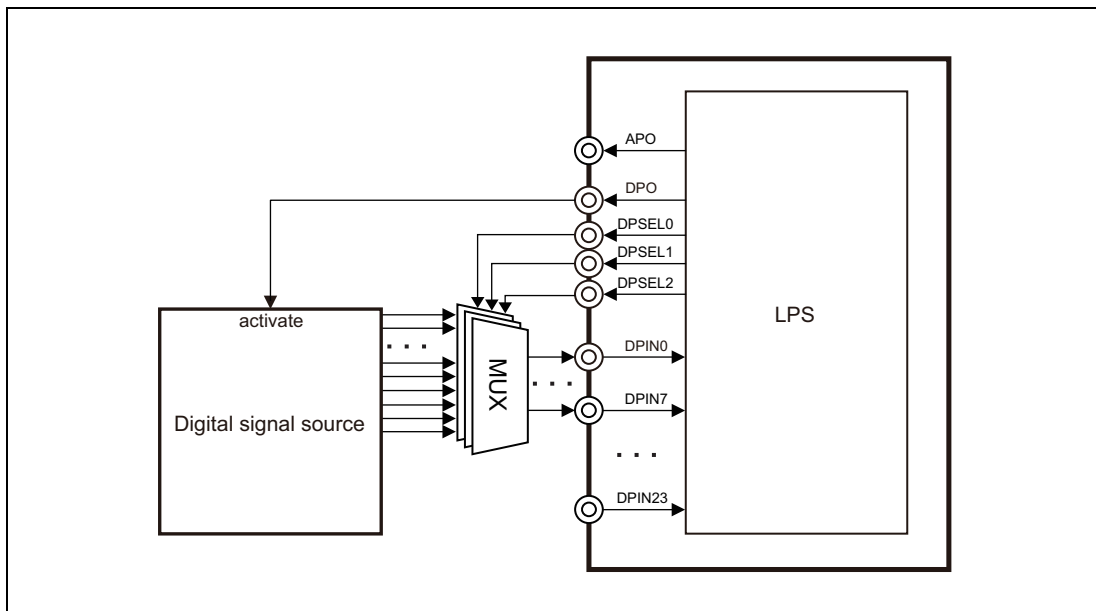 APO
DPO
DPSEL0
DPSEL1
DPSEL2
activate
LPS
DPIN0
MUX
DPIN7
Digital signal source
DPIN23